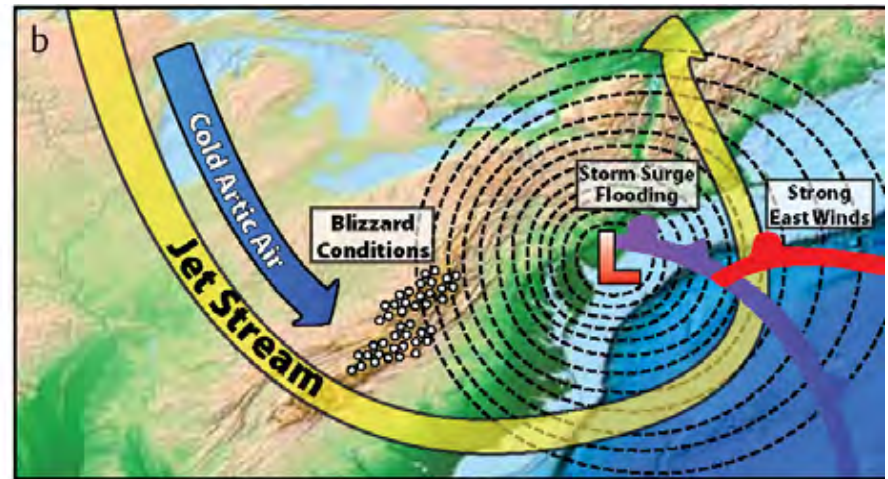 b
Cold Artic Air
Jet Stream
Blizzard
Conditions
Storm Surge
Flooding
L
Strong
East Winds